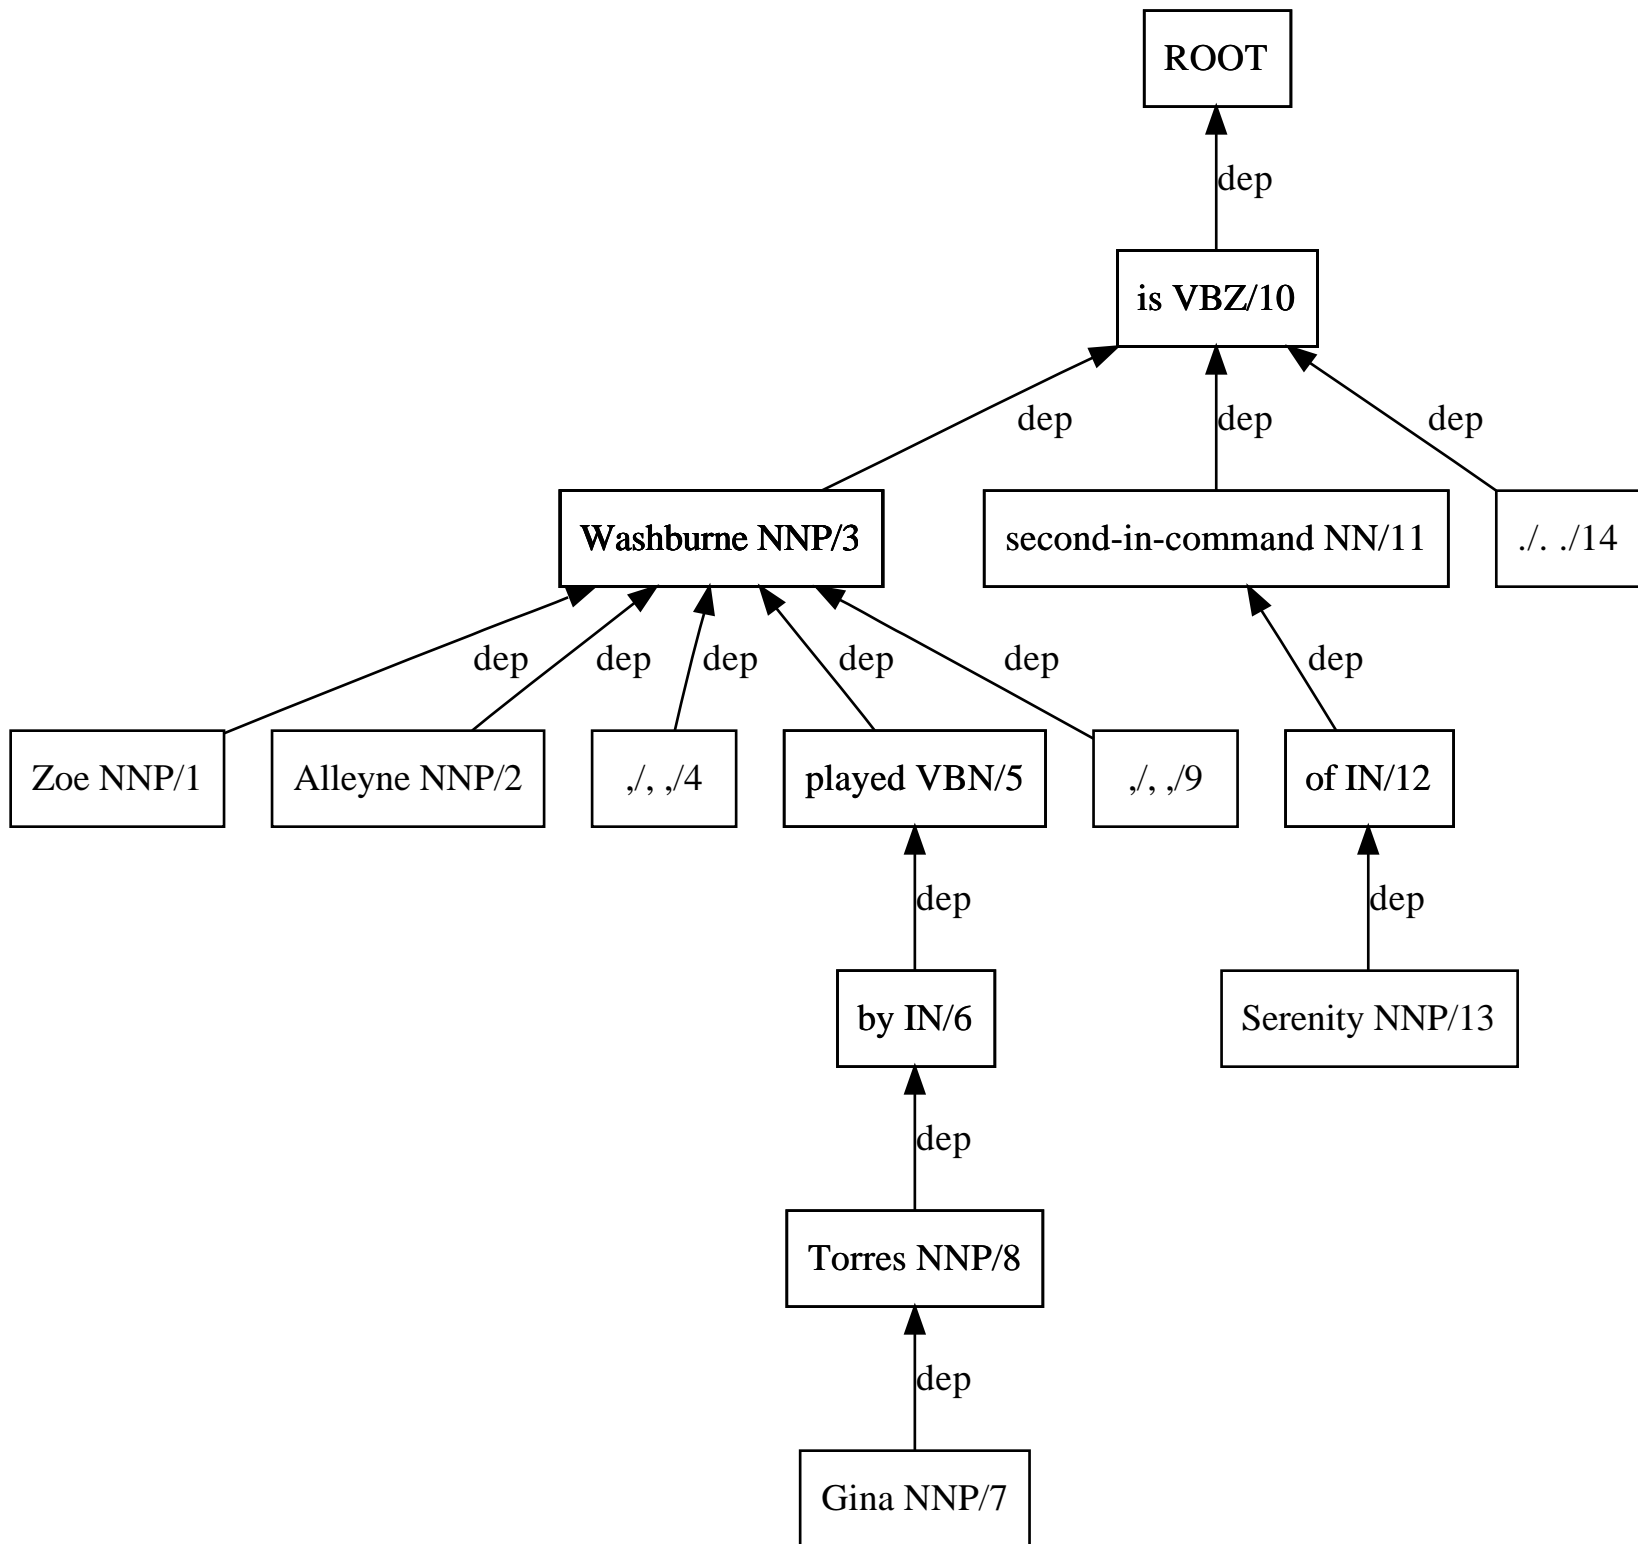 ROOT
dep
is VBZ/10
dep dep dep
Washburne NNP/3 second-in-command NN/11 ./. ./14
dep dep dep dep dep dep
Zoe NNP/1 Alleyne NNP/2 ,/, ,/4 played VBN/5 ,/, ,/9 of IN/12
dep dep
by IN/6 Serenity NNP/13
dep
Torres NNP/8
dep
Gina NNP/7